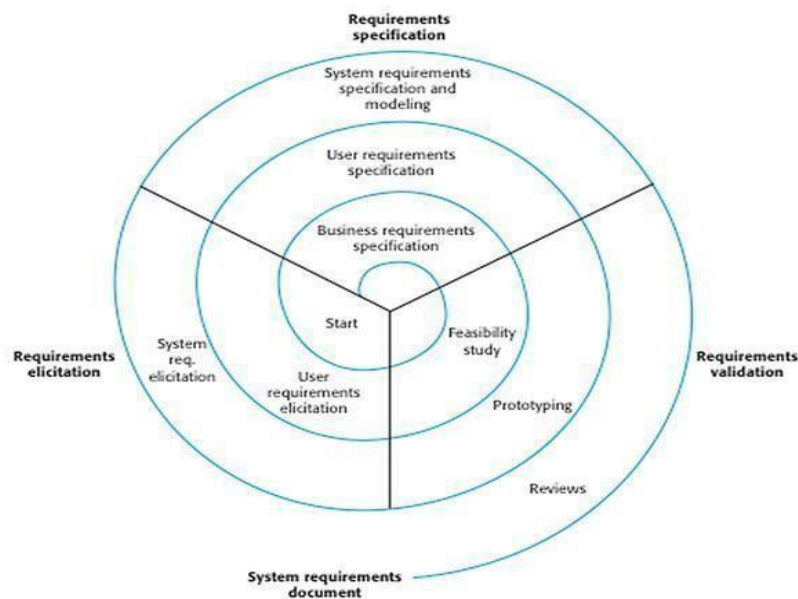 Requirements
specification
System requirements
specification and
modeling
User requirements
specification
Business requirements
specification
Start
Feasibility
study
Requirements
elicitation
System
req.
elicitation
User
requirements
elicitation
Requirements
validation
Prototyping
Reviews
System requirements
document